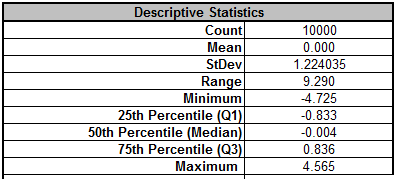 Descriptive Statistics
Count 10000
Mean 0.000
StDev 1.224035
Range 9.290
Minimum -4.725
25th Percentile (Q1) -0.833
50th Percentile (Median) -0.004
75th Percentile (Q3) 0.836
Maximum 4.565